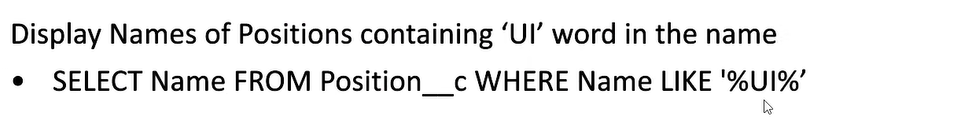 Display Names of Positions containing ‘UI’ word in the name
• SELECT Name FROM Position__c WHERE Name LIKE '%UI%’